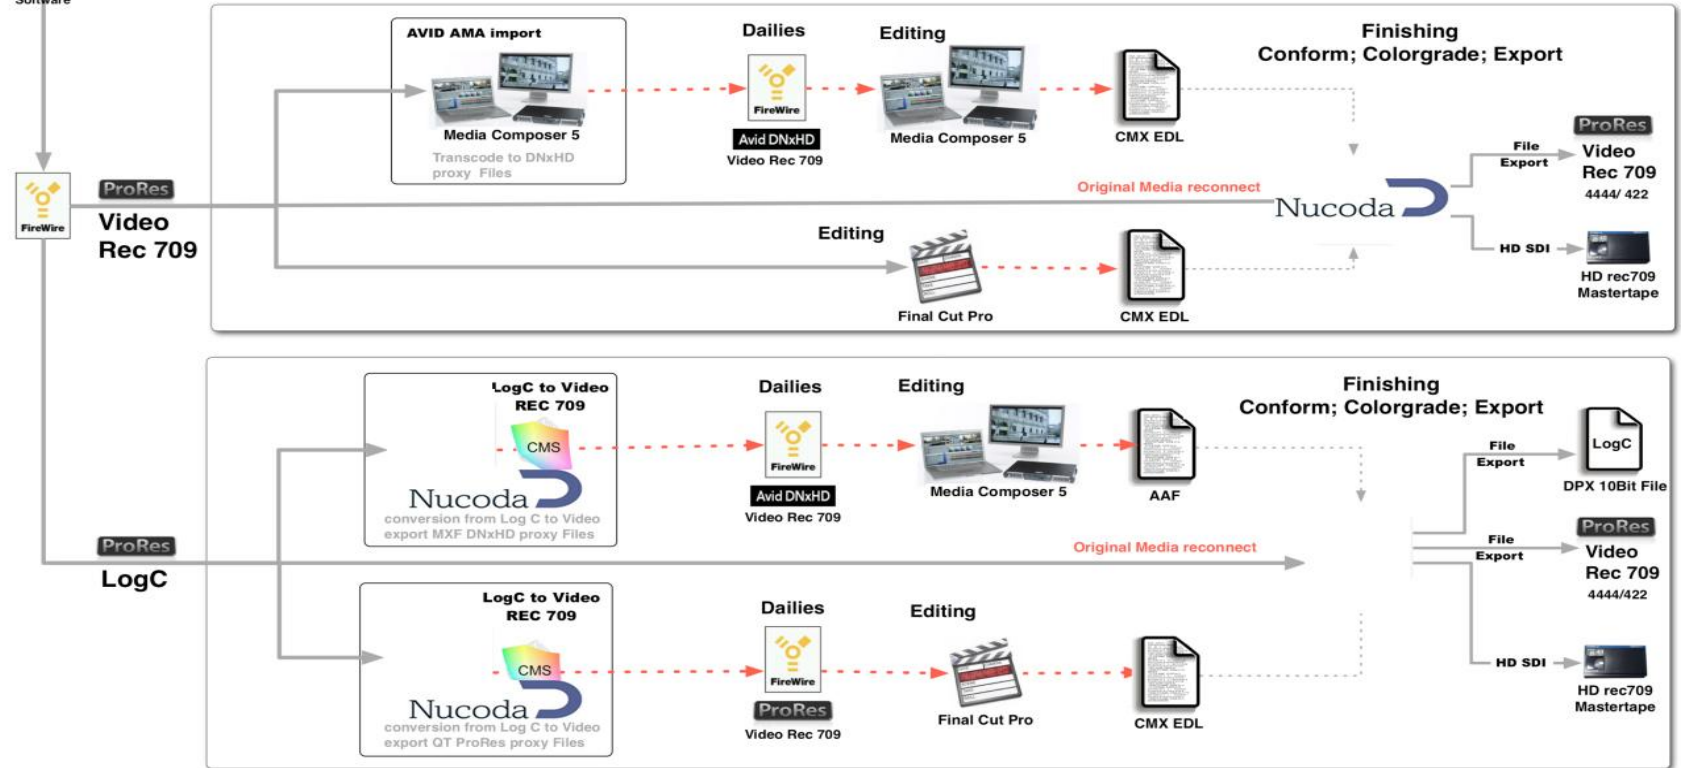 Software
AVID AMA import
Media Composer 5
Transcode to DNxHD
proxy Files
Dailies
FireWire
Avid DNxHD
Video Rec 709
Editing
Media Composer 5
CMX EDL
Finishing
Conform; Colorgrade; Export
FireWire
ProRes
Video
Rec 709
Original Media reconnect
Nucoda
File
Export
ProRes
Video
Rec 709
4444/ 422
HD SDI
HD rec709
Mastertape
Editing
Final Cut Pro
CMX EDL
LogC to Video
REC 709
CMS
Nucoda
conversion from Log C to Video
export MXF DNxHD proxy Files
Dailies
FireWire
Avid DNxHD
Video Rec 709
Editing
Media Composer 5
AAF
Finishing
Conform; Colorgrade; Export
File
Export
LogC
DPX 10Bit File
ProRes
LogC
Original Media reconnect
File
Export
ProRes
Video
Rec 709
4444/422
LogC to Video
REC 709
CMS
Nucoda
conversion from Log C to Video
export QT ProRes proxy Files
Dailies
FireWire
ProRes
Video Rec 709
Editing
Final Cut Pro
CMX EDL
HD SDI
HD rec709
Mastertape